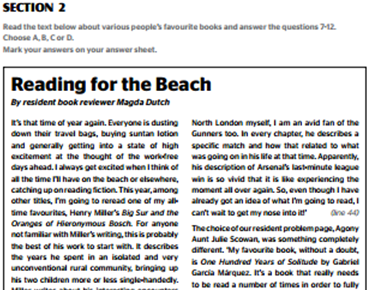 SECTION 2
Read the text below about various people's favourite books and answer the questions 7-12.
Choose A, B, C or D.
Mark your answers on your answer sheet.
Reading for the Beach
By resident book reviewer Magda Dutch
It's that time of year again. Everyone is dusting
down their travel bags, buying suntan lotion
and generally getting into a state of high
excitement at the thought of the work-free
days ahead. I always get excited when I think of
all the time I'll have on the beach or elsewhere,
catching up on reading fiction. This year, among
other titles, I'm going to reread one of my all-
time favourites, Henry Miller's Big Sur and the
Oranges of Hieronymous Bosch. For anyone
not familiar with Miller's writing, this is probably
the best of his work to start with. It describes
the years he spent in an isolated and very
unconventional rural community, bringing up
his two children more or less single-handedly.
North London myself, I am an avid fan of the
Gunners too. In every chapter, he describes a
specific match and how that related to what
was going on in his life at that time. Apparently,
his description of Arsenal's last-minute league
win is so vivid that it is like experiencing the
moment all over again. So, even though I have
already got an idea of what I'm going to read, I
can't wait to get my nose into it!' (line 44)
The choice of our resident problem page, Agony
Aunt Julie Scowan, was something completely
different. 'My favourite book, without a doubt,
is One Hundred Years of Solitude by Gabriel
García Márquez. It's a book that really needs
to be read a number of times in order to fully